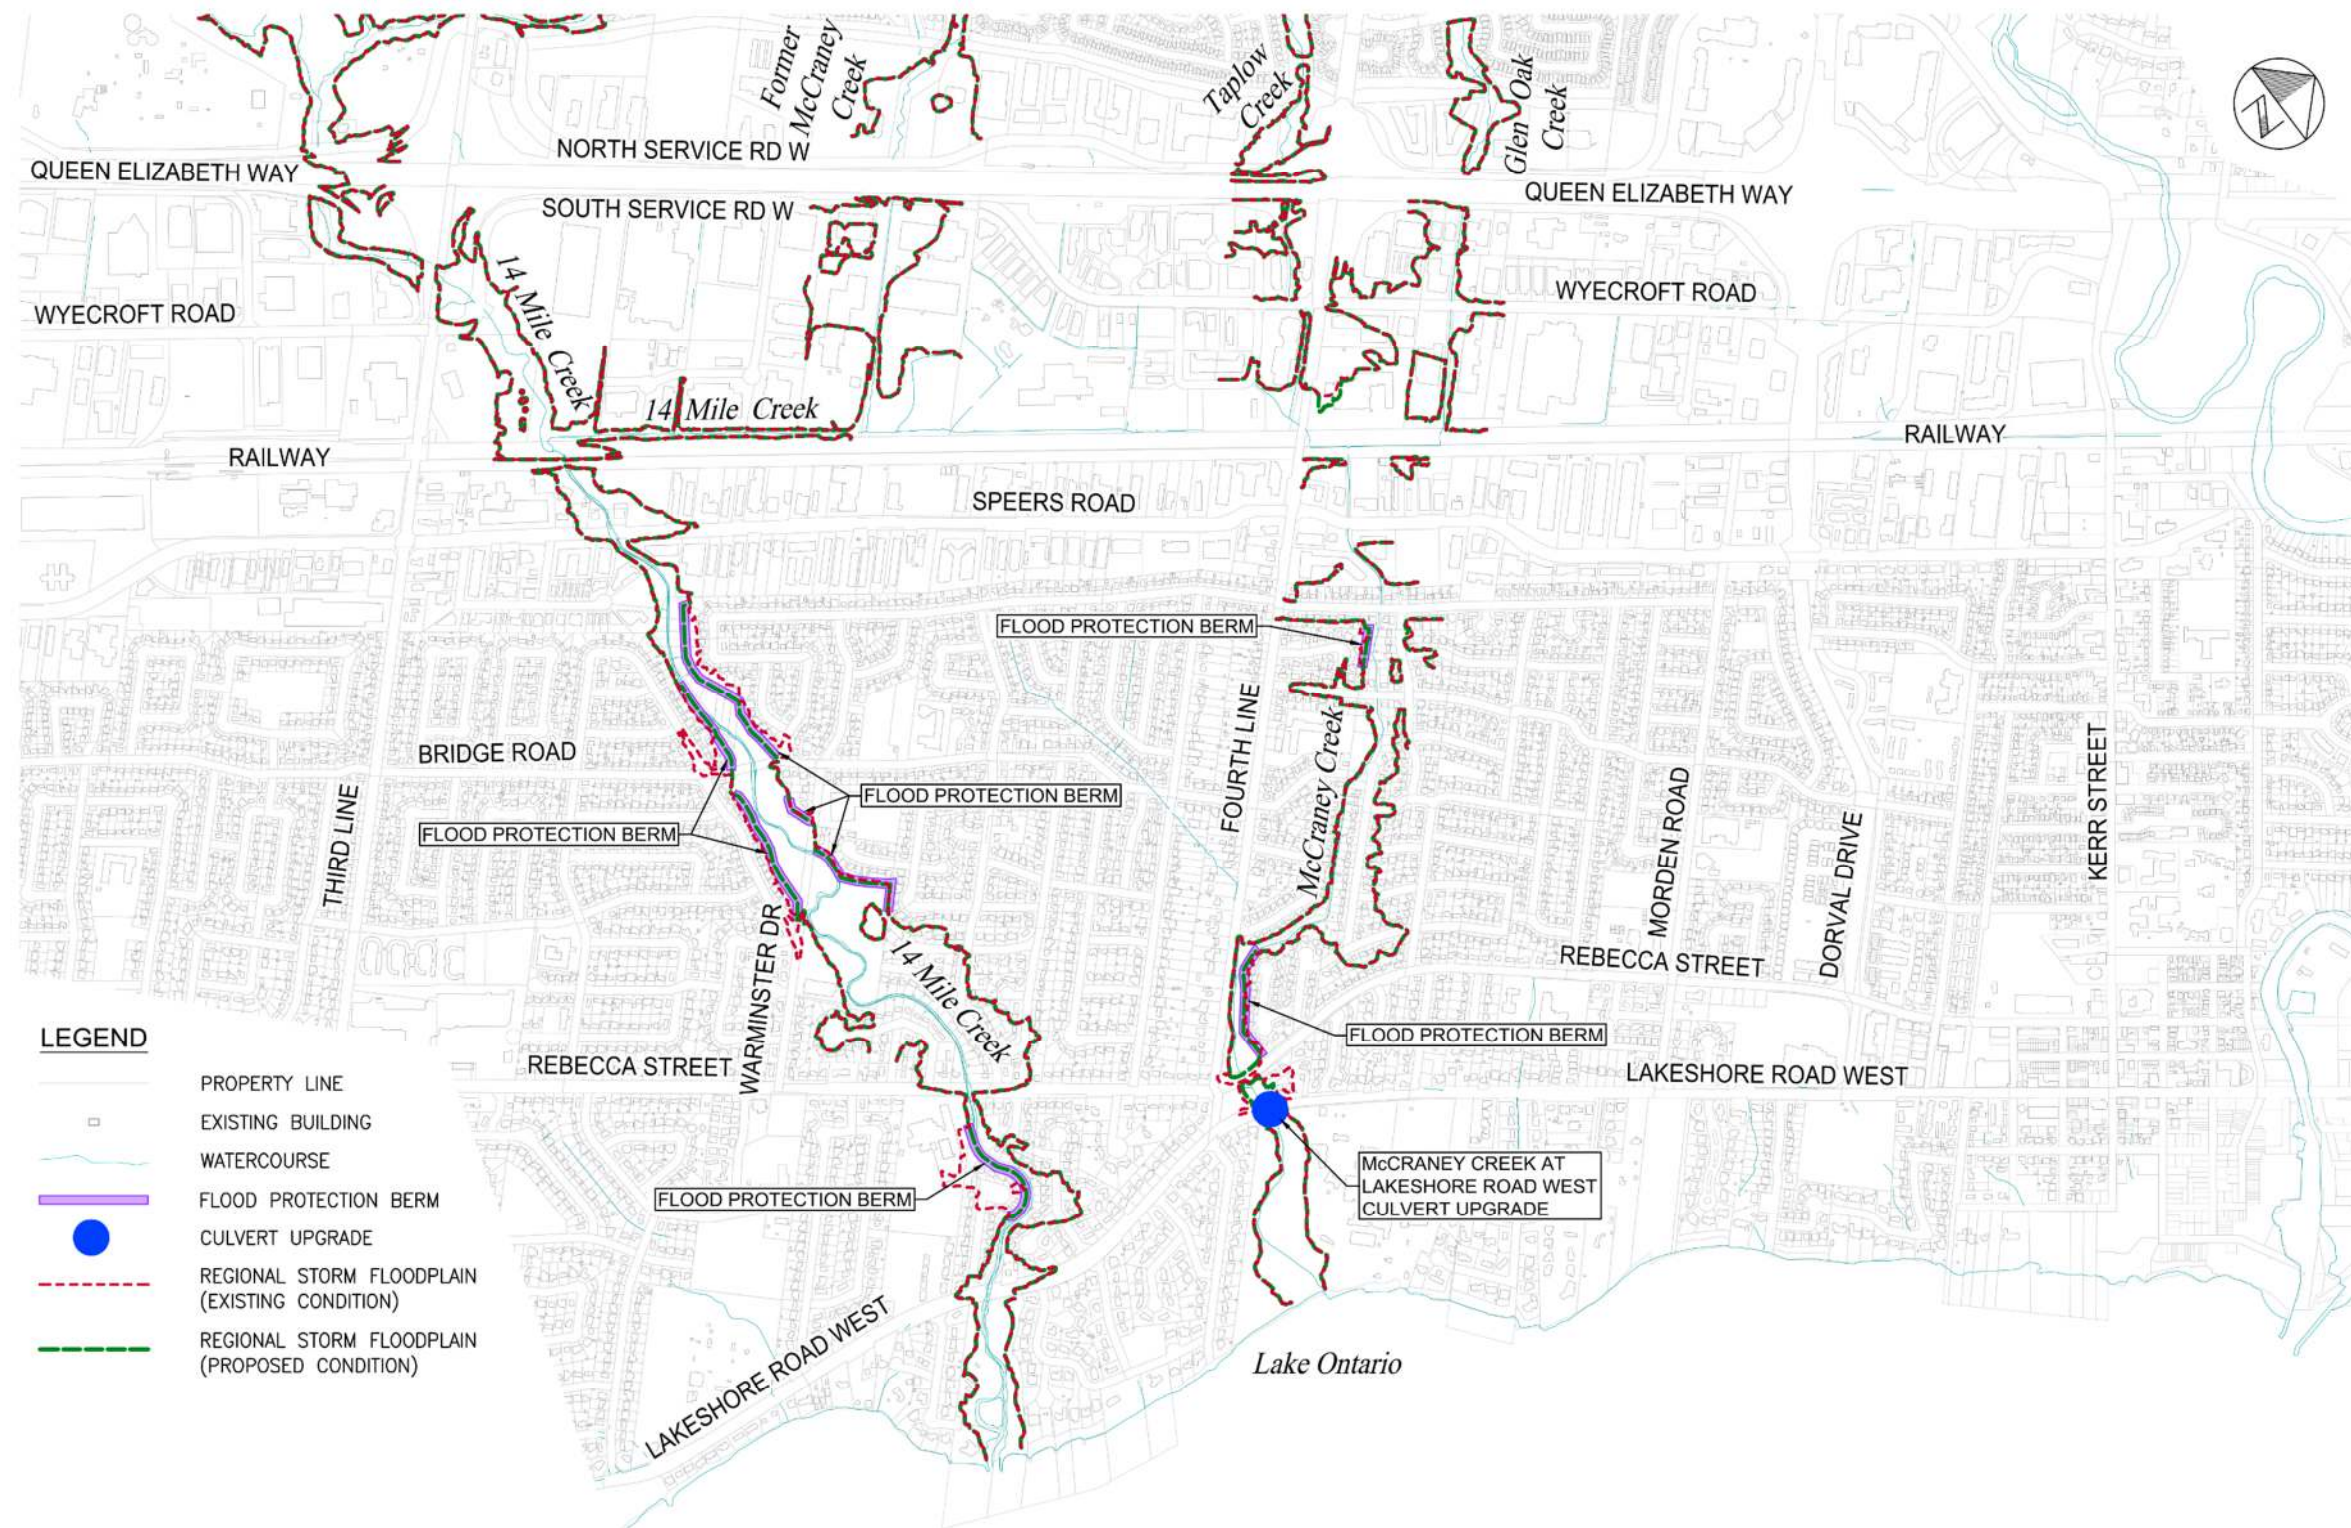 Former
McCraney
Creek
Taplow
Creek
Glen Oak
Creek
NORTH SERVICE RD W
QUEEN ELIZABETH WAY
QUEEN ELIZABETH WAY
SOUTH SERVICE RD W
14 Mile Creek
WYECROFT ROAD
WYECROFT ROAD
14 Mile Creek
RAILWAY
RAILWAY
SPEERS ROAD
FLOOD PROTECTION BERM
FOURTH LINE
McCraney Creek
BRIDGE ROAD
FLOOD PROTECTION BERM
FLOOD PROTECTION BERM
THIRD LINE
MORDEN ROAD
DORVAL DRIVE
KERR STREET
WARMINSTER DR
14 Mile Creek
REBECCA STREET
FLOOD PROTECTION BERM
REBECCA STREET
LAKESHORE ROAD WEST
McCRANEY CREEK AT
LAKESHORE ROAD WEST
CULVERT UPGRADE
FLOOD PROTECTION BERM
LAKESHORE ROAD WEST
Lake Ontario
LEGEND
PROPERTY LINE
EXISTING BUILDING
WATERCOURSE
FLOOD PROTECTION BERM
CULVERT UPGRADE
REGIONAL STORM FLOODPLAIN
(EXISTING CONDITION)
REGIONAL STORM FLOODPLAIN
(PROPOSED CONDITION)